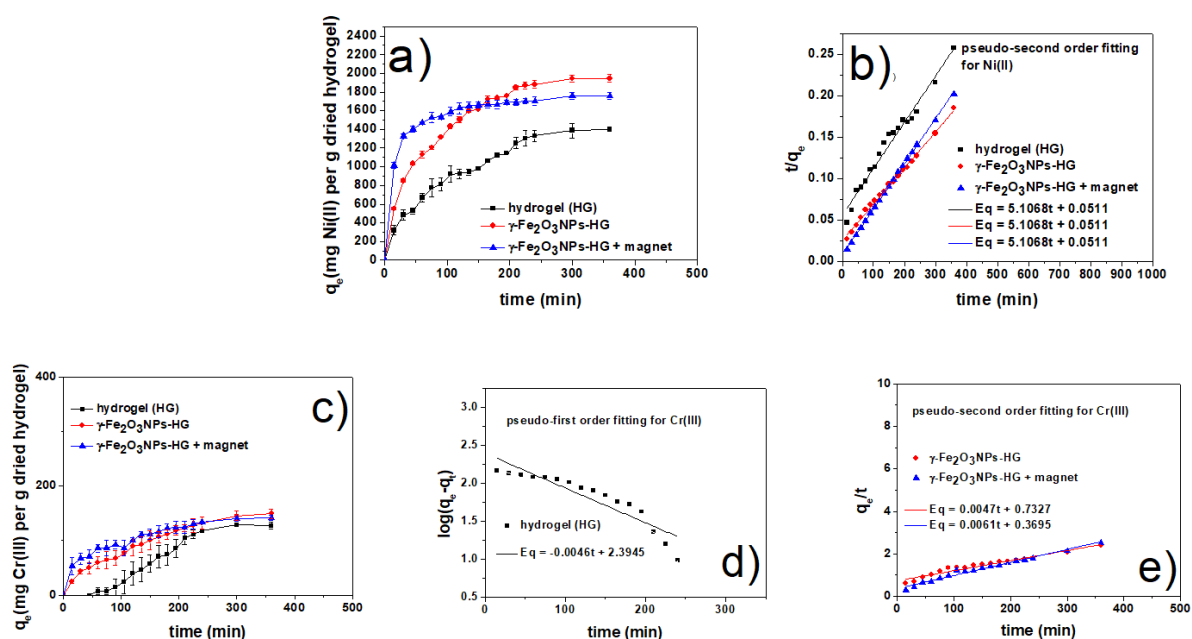 a)
2400
2200
2000
1800
1600
1400
1200
1000
800
600
400
200
0
0 100 200 300 400 500
hydrogel (HG)
γ-Fe₂O₃NPs-HG
γ-Fe₂O₃NPs-HG + magnet
qₑ(mg Ni(II) per g dried hydrogel)
time (min)
b)
pseudo-second order fitting
for Ni(II)
0.25
0.20
0.15
0.10
0.05
0.00
0 100 200 300 400 500 600 700 800 900 1000
hydrogel (HG)
γ-Fe₂O₃NPs-HG
γ-Fe₂O₃NPs-HG + magnet
Eq = 5.1068t + 0.0511
Eq = 5.1068t + 0.0511
Eq = 5.1068t + 0.0511
t/qₑ
time (min)
c)
400
200
0
0 100 200 300 400 500
hydrogel (HG)
γ-Fe₂O₃NPs-HG
γ-Fe₂O₃NPs-HG + magnet
qₑ(mg Cr(III) per g dried hydrogel)
time (min)
pseudo-first order fitting for Cr(III)
3.0
2.5
2.0
1.5
1.0
0.5
0 100 200 300
hydrogel (HG)
Eq = -0.0046t + 2.3945
d)
log(qₑ-qₜ)
time (min)
pseudo-second order fitting for Cr(III)
10
8
6
4
2
0
0 100 200 300 400 500
γ-Fe₂O₃NPs-HG
γ-Fe₂O₃NPs-HG + magnet
Eq = 0.0047t + 0.7327
Eq = 0.0061t + 0.3695
e)
qₑ/t
time (min)